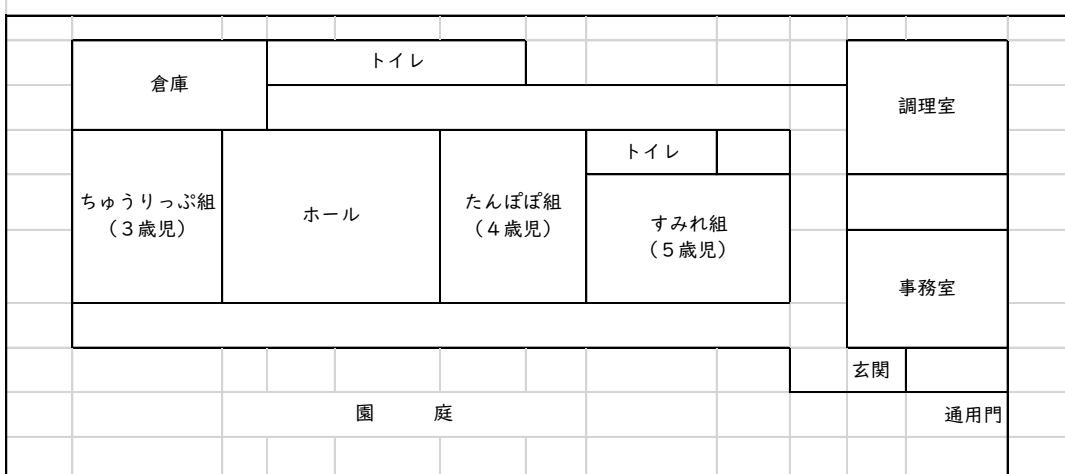 トイレ
倉庫
調理室
トイレ
ちゅうりっぷ組
（３歳児）
ホール
たんぽぽ組
（４歳児）
すみれ組
（５歳児）
事務室
玄関
園　　庭
通用門